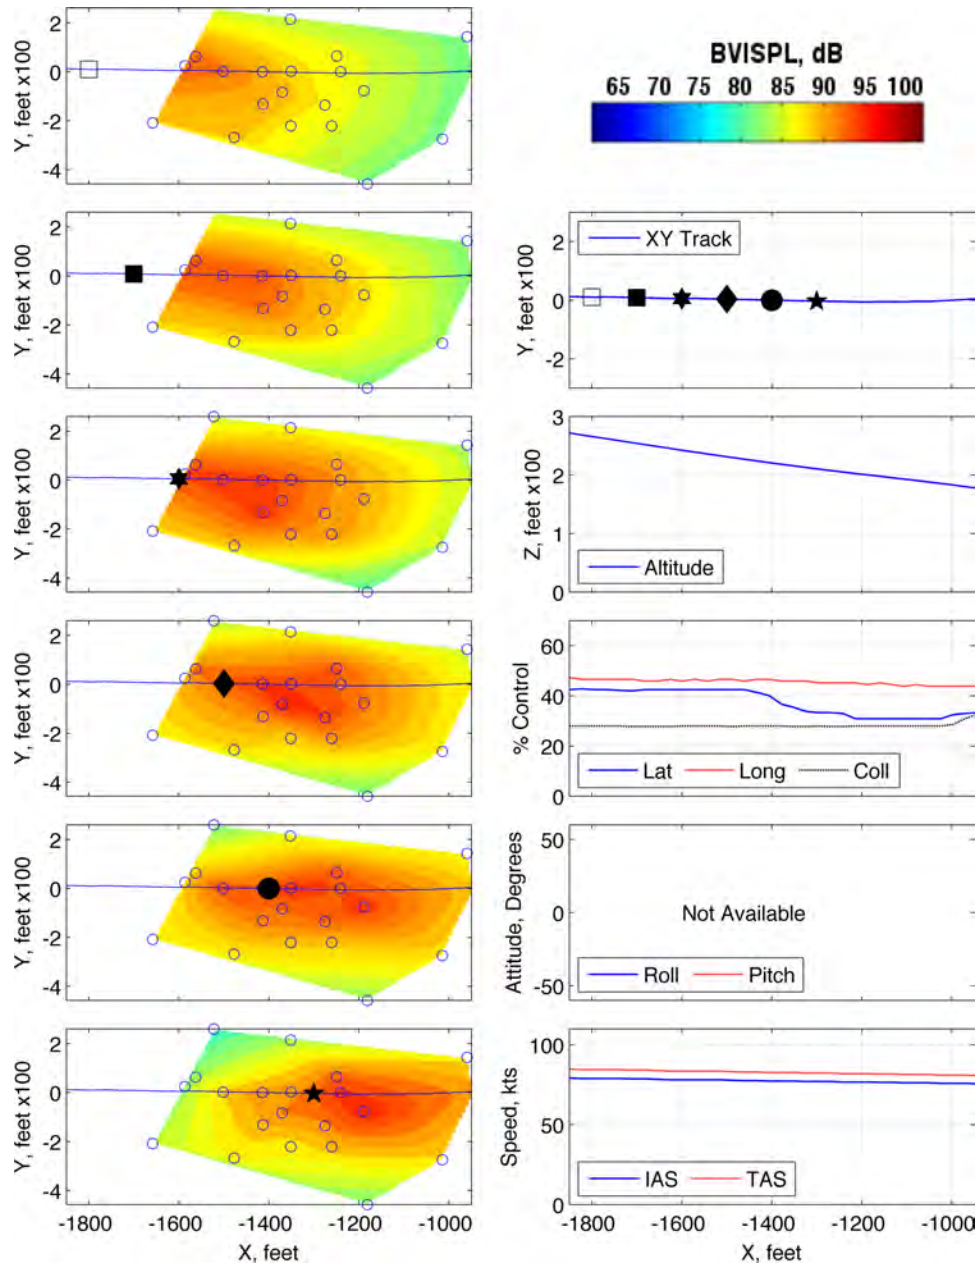 BVISPL, dB
65 70 75 80 85 90 95 100
2
0
-2
-4
Y, feet x100
2
0
-2
-4
Y, feet x100
XY Track
2
0
-2
Y, feet x100
2
0
-2
-4
Y, feet x100
3
2
1
0
Z, feet x100
Altitude
2
0
-2
-4
Y, feet x100
60
40
20
0
% Control
Lat Long Coll
2
0
-2
-4
Y, feet x100
50
0
-50
Attitude, Degrees
Not Available
Roll Pitch
2
0
-2
-4
Y, feet x100
-1800 -1600 -1400 -1200 -1000
X, feet
100
50
0
Speed, kts
IAS TAS
-1800 -1600 -1400 -1200 -1000
X, feet